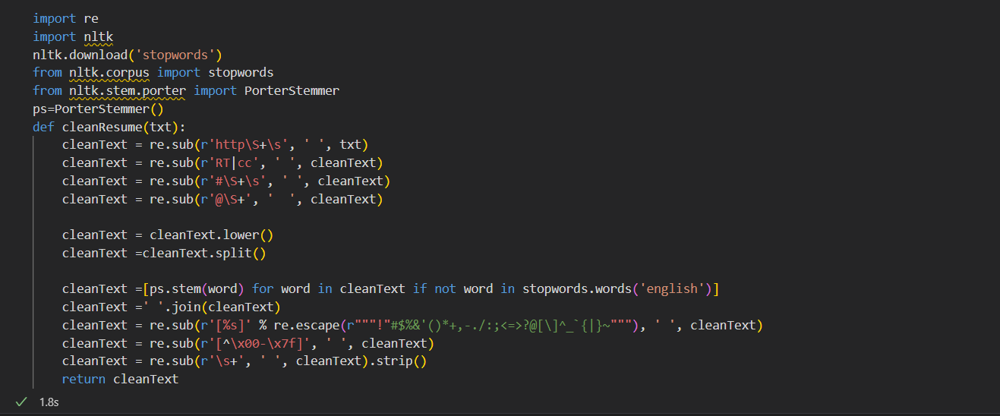 import re
import nltk
nltk.download('stopwords')
from nltk.corpus import stopwords
from nltk.stem.porter import PorterStemmer
ps=PorterStemmer()
def cleanResume(txt):
    cleanText = re.sub(r'http\S+\s', ' ', txt)
    cleanText = re.sub(r'RT|cc', ' ', cleanText)
    cleanText = re.sub(r'#\S+\s', ' ', cleanText)
    cleanText = re.sub(r'@\S+', '  ', cleanText)
    cleanText = cleanText.lower()
    cleanText =cleanText.split()
    cleanText =[ps.stem(word) for word in cleanText if not word in stopwords.words('english')]
    cleanText =' '.join(cleanText)
    cleanText = re.sub(r'[%s]' % re.escape(r"""!"#$%&'()*+,-./:;<=>?@[\]^_`{|}~"""), ' ', cleanText)
    cleanText = re.sub(r'[^\x00-\x7f]', ' ', cleanText)
    cleanText = re.sub(r'\s+', ' ', cleanText).strip()
    return cleanText
1.8s